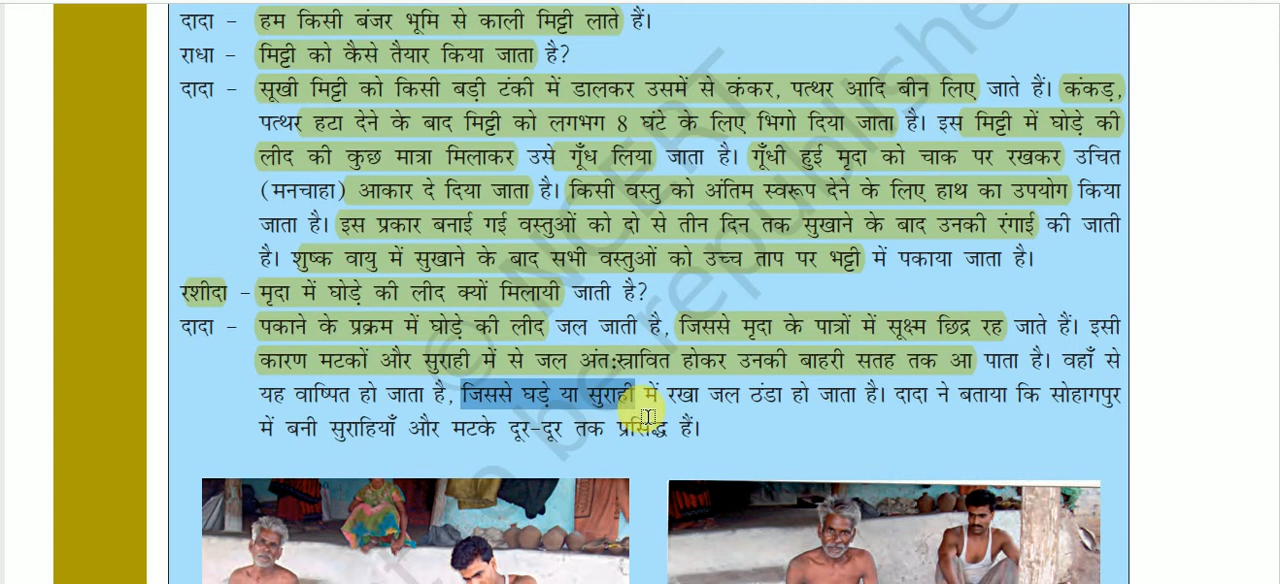 दादा – हम किसी बंजर भूमि से काली मिट्टी लाते हैं।
राधा – मिट्टी को कैसे तैयार किया जाता है?
दादा – सूखी मिट्टी को किसी बड़ी टंकी में डालकर उसमें से कंकर, पत्थर आदि बीन लिए जाते हैं। कंकड़,
पत्थर हटा देने के बाद मिट्टी को लगभग 8 घंटे के लिए भिगो दिया जाता है। इस मिट्टी में घोड़े की
लीद की कुछ मात्रा मिलाकर उसे गूँध लिया जाता है। गूँधी हुई मृदा को चाक पर रखकर उचित
(मनचाहा) आकार दे दिया जाता है। किसी वस्तु को अंतिम स्वरूप देने के लिए हाथ का उपयोग किया
जाता है। इस प्रकार बनाई गई वस्तुओं को दो से तीन दिन तक सुखाने के बाद उनकी रंगाई की जाती
है। शुष्क वायु में सुखाने के बाद सभी वस्तुओं को उच्च ताप पर भट्टी में पकाया जाता है।
रशीदा – मृदा में घोड़े की लीद क्यों मिलायी जाती है?
दादा – पकाने के प्रक्रम में घोड़े की लीद जल जाती है, जिससे मृदा के पात्रों में सूक्ष्म छिद्र रह जाते हैं। इसी
कारण मटकों और सुराही में से जल अंत:स्रावित होकर उनकी बाहरी सतह तक आ पाता है। वहाँ से
यह वाष्पित हो जाता है, जिससे घड़े या सुराही में रखा जल ठंडा हो जाता है। दादा ने बताया कि सोहागपुर
में बनी सुराहियाँ और मटके दूर-दूर तक प्रसिद्ध हैं।
© NCERT
republishe